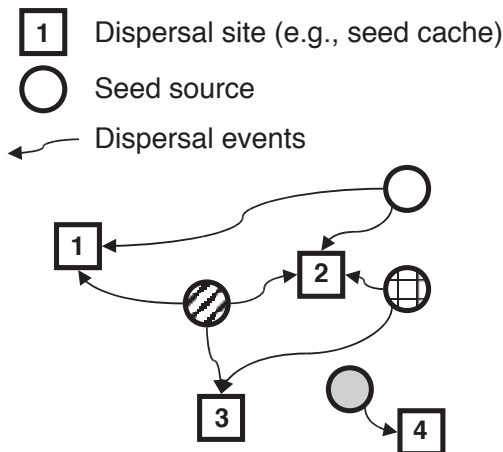 1 Dispersal site (e.g., seed cache)
Seed source
Dispersal events
1
2
3
4